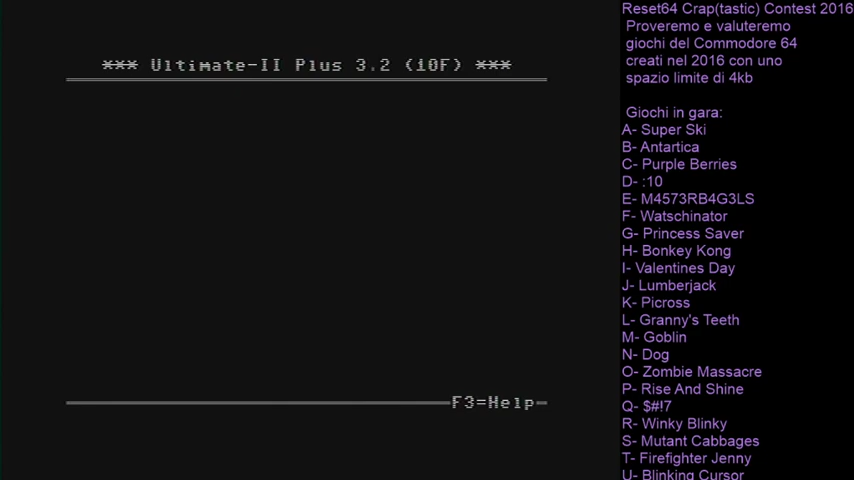 *** Ultimate-II Plus 3.2 (10F) ***
F3=Help
Reset64 Crap(tastic) Contest 2016
Proveremo e valuteremo
giochi del Commodore 64
creati nel 2016 con uno
spazio limite di 4kb
Giochi in gara:
A- Super Ski
B- Antartica
C- Purple Berries
D- :10
E- M4573RB4G3LS
F- Watschinator
G- Princess Saver
H- Bonkey Kong
I- Valentines Day
J- Lumberjack
K- Picross
L- Granny's Teeth
M- Goblin
N- Dog
O- Zombie Massacre
P- Rise And Shine
Q- $#!7
R- Winky Blinky
S- Mutant Cabbages
T- Firefighter Jenny
U- Blinking Cursor